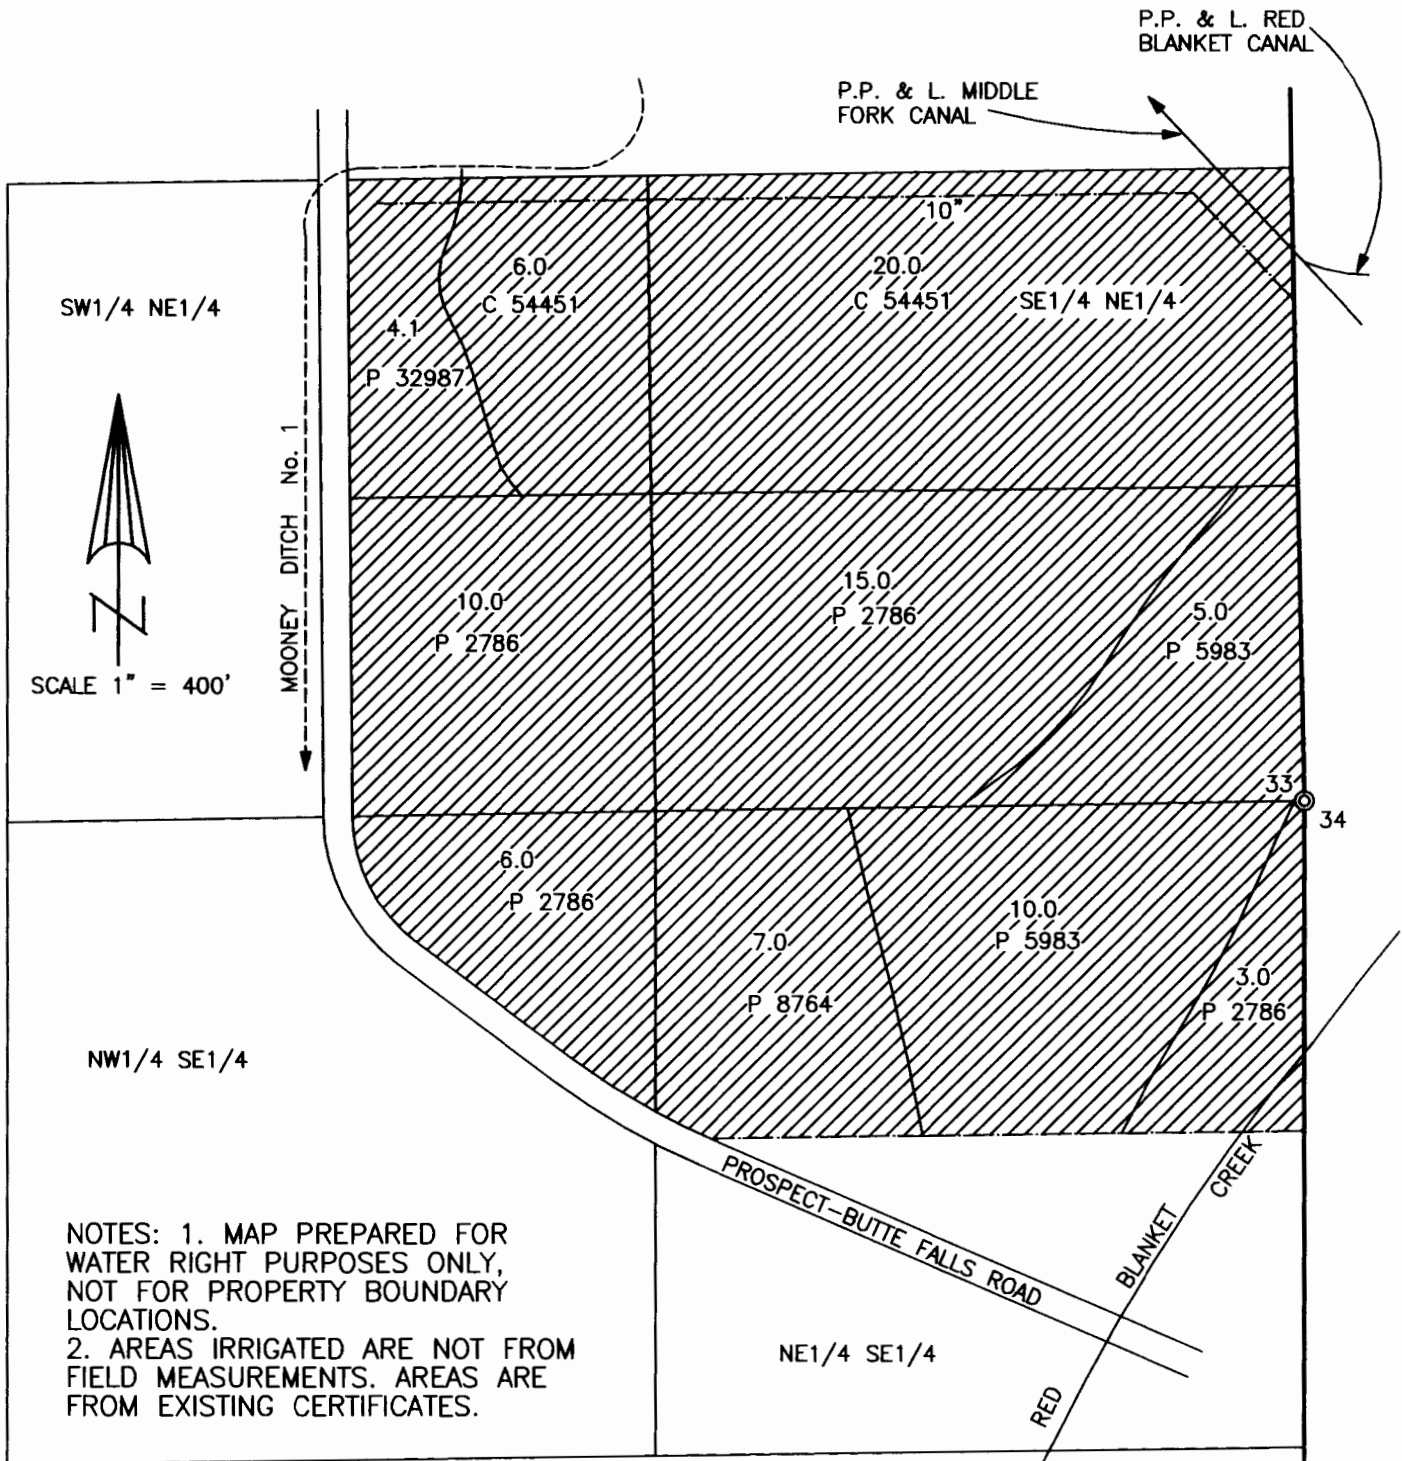 P.P. & L. RED
BLANKET CANAL
P.P. & L. MIDDLE
FORK CANAL
10"
6.0
C 54451
20.0
C 54451
SE1/4 NE1/4
SW1/4 NE1/4
4.1
P 32987
MOONEY DITCH No. 1
N
SCALE 1" = 400'
10.0
P 2786
15.0
P 2786
5.0
P 5983
33
34
6.0
P 2786
7.0
P 8764
10.0
P 5983
3.0
P 2786
NW1/4 SE1/4
PROSPECT-BUTTE FALLS ROAD
RED BLANKET CREEK
NE1/4 SE1/4
NOTES: 1. MAP PREPARED FOR
WATER RIGHT PURPOSES ONLY,
NOT FOR PROPERTY BOUNDARY
LOCATIONS.
2. AREAS IRRIGATED ARE NOT FROM
FIELD MEASUREMENTS. AREAS ARE
FROM EXISTING CERTIFICATES.